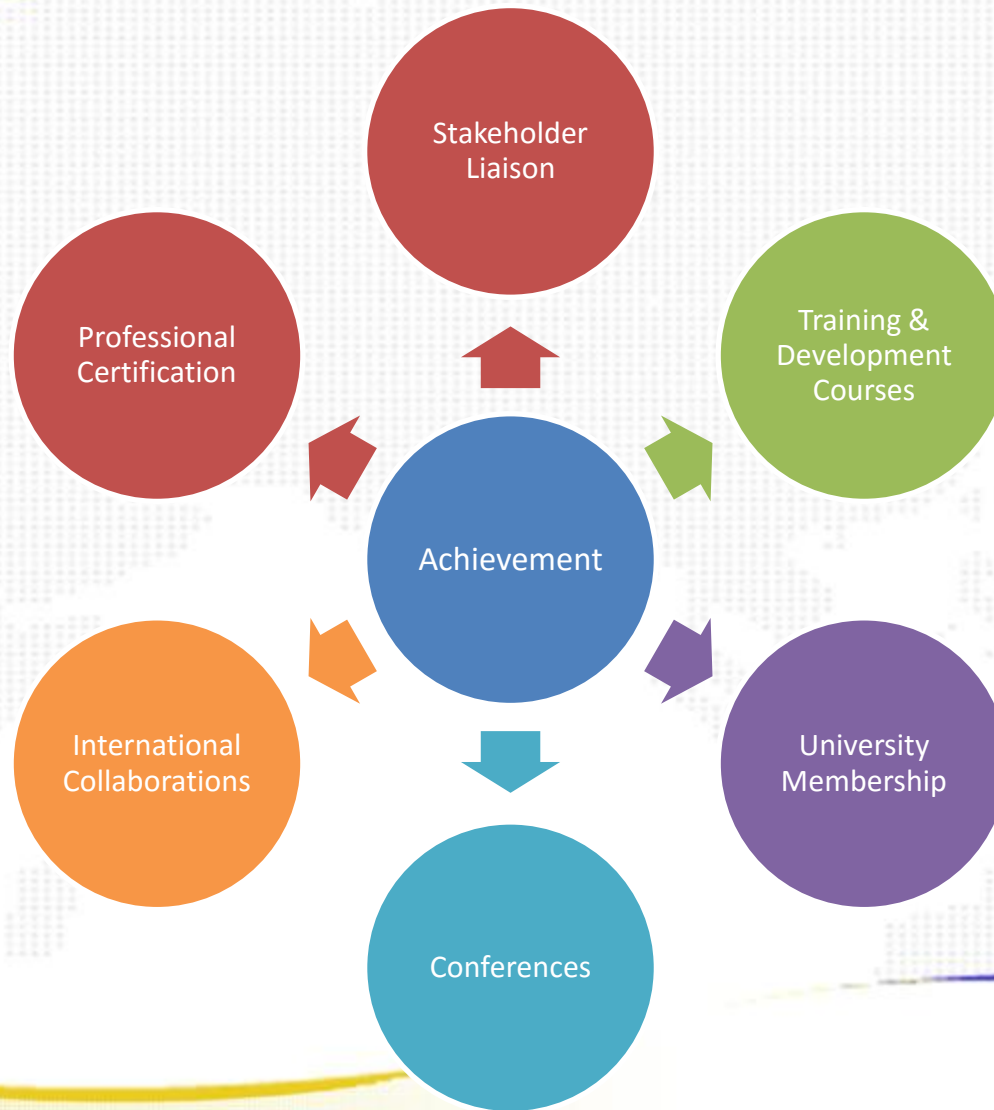 Stakeholder
Liaison
Training &
Development
Courses
University
Membership
Conferences
International
Collaborations
Professional
Certification
Achievement